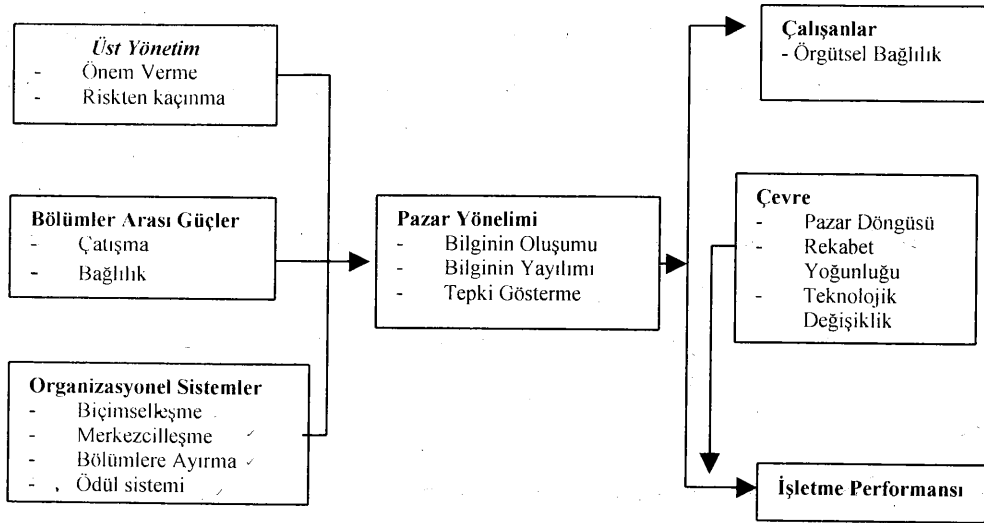 Üst Yönetim
- Önem Verme
- Riskten kaçınma
Bölümler Arası Güçler
- Çatışma
- Bağlılık
Organizasyonel Sistemler
- Biçimselleşme
- Merkezcilleşme
- Bölümlere Ayırma
- Ödül sistemi
Pazar Yönelimi
- Bilginin Oluşumu
- Bilginin Yayılımı
- Tepki Gösterme
Çalışanlar
- Örgütsel Bağlılık
Çevre
- Pazar Döngüsü
- Rekabet
Yoğunluğu
- Teknolojik
Değişiklik
İşletme Performansı